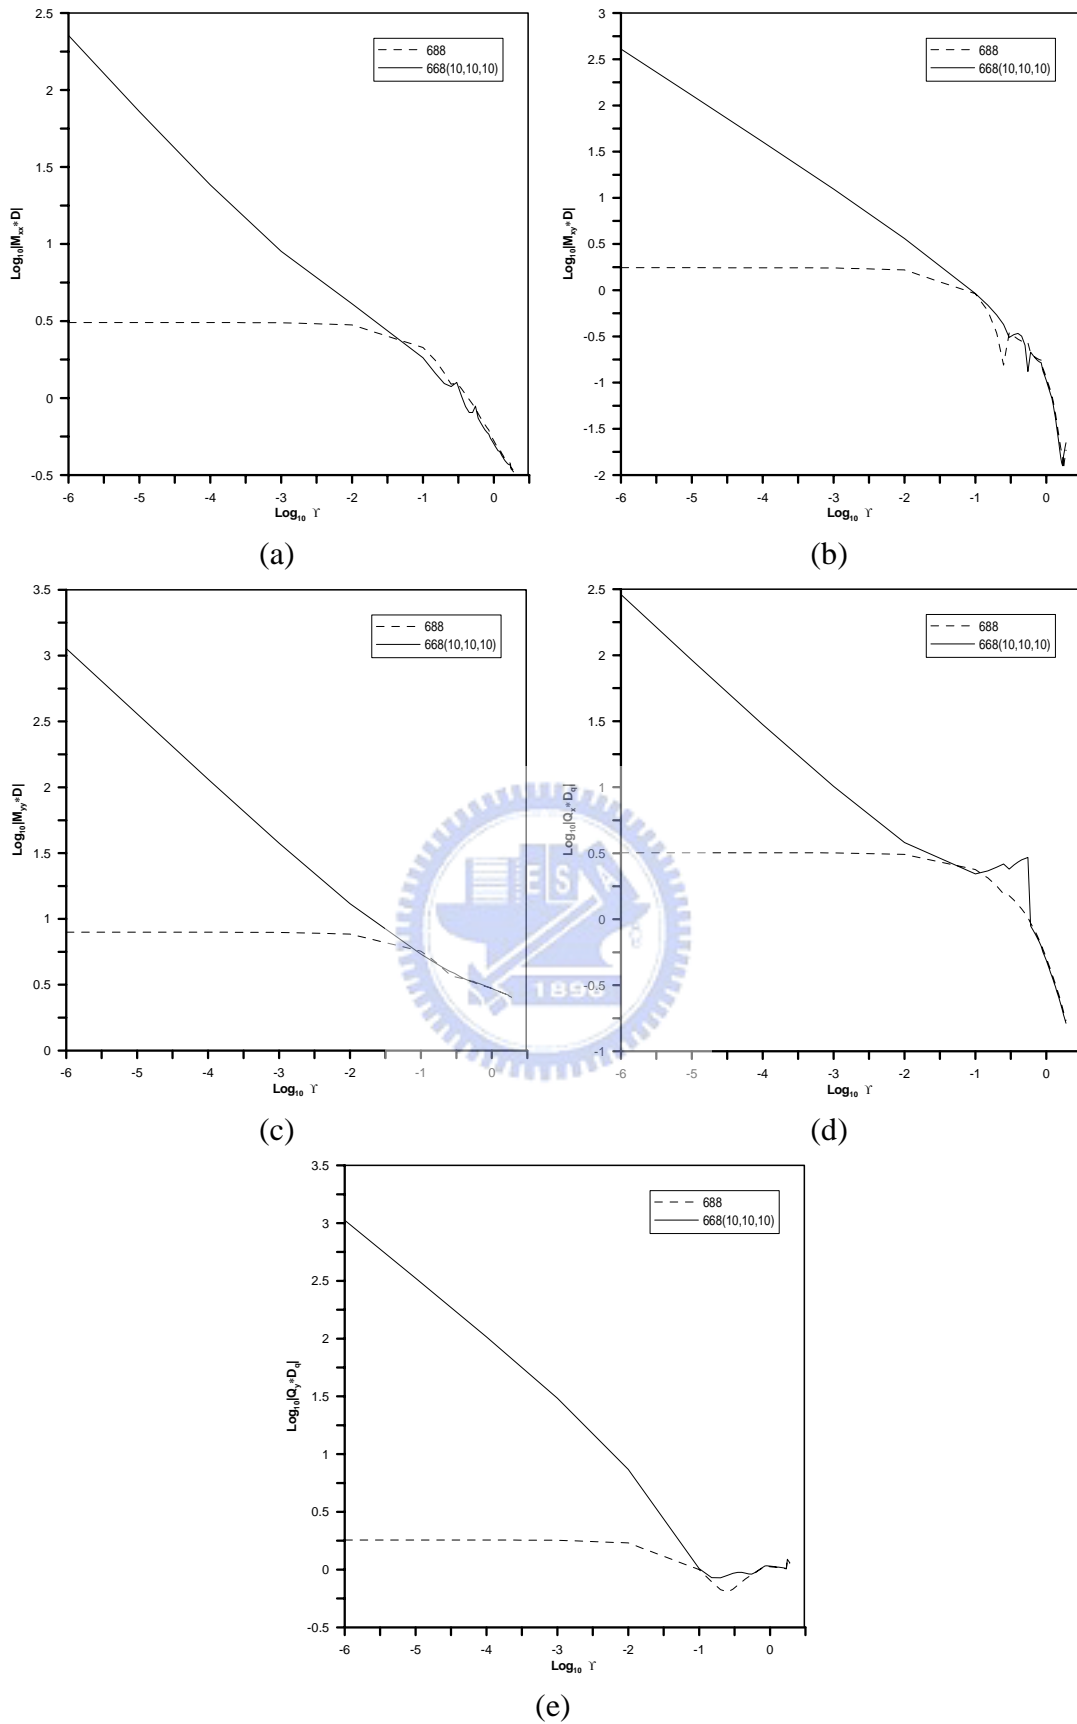 2.5
2
1.5
1
0.5
0
-0.5
Log₁₀|Mₓₓ*D|
688
668(10,10,10)
-6 -5 -4 -3 -2 -1 0
Log₁₀ ϒ
(a)
3
2.5
2
1.5
1
0.5
0
-0.5
-1
-1.5
-2
Log₁₀|Mxy*D|
688
668(10,10,10)
-6 -5 -4 -3 -2 -1 0
Log₁₀ ϒ
(b)
3.5
3
2.5
2
1.5
1
0.5
0
Log₁₀|Myy*D|
688
668(10,10,10)
-6 -5 -4 -3 -2 -1 0
Log₁₀ ϒ
(c)
2.5
2
1.5
1
0.5
0
-0.5
-1
Log₁₀|Qx*Dq|
688
668(10,10,10)
-6 -5 -4 -3 -2 -1 0
Log₁₀ ϒ
(d)
E S A
1896
3.5
3
2.5
2
1.5
1
0.5
0
-0.5
Log₁₀|Qy*Dq|
688
668(10,10,10)
-6 -5 -4 -3 -2 -1 0
Log₁₀ ϒ
(e)